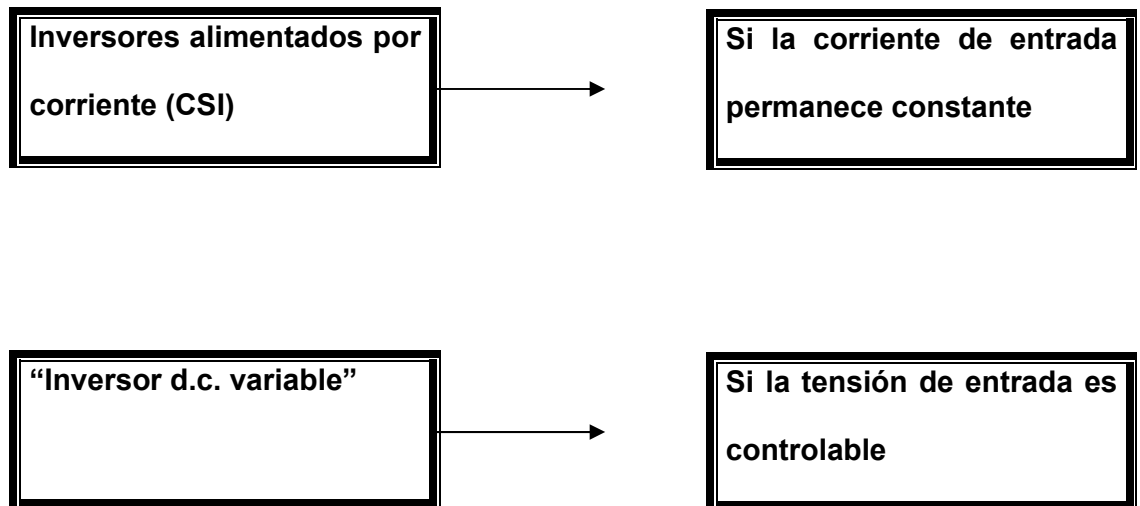 Inversores alimentados por
corriente (CSI)
Si la corriente de entrada
permanece constante
“Inversor d.c. variable”
Si la tensión de entrada es
controlable